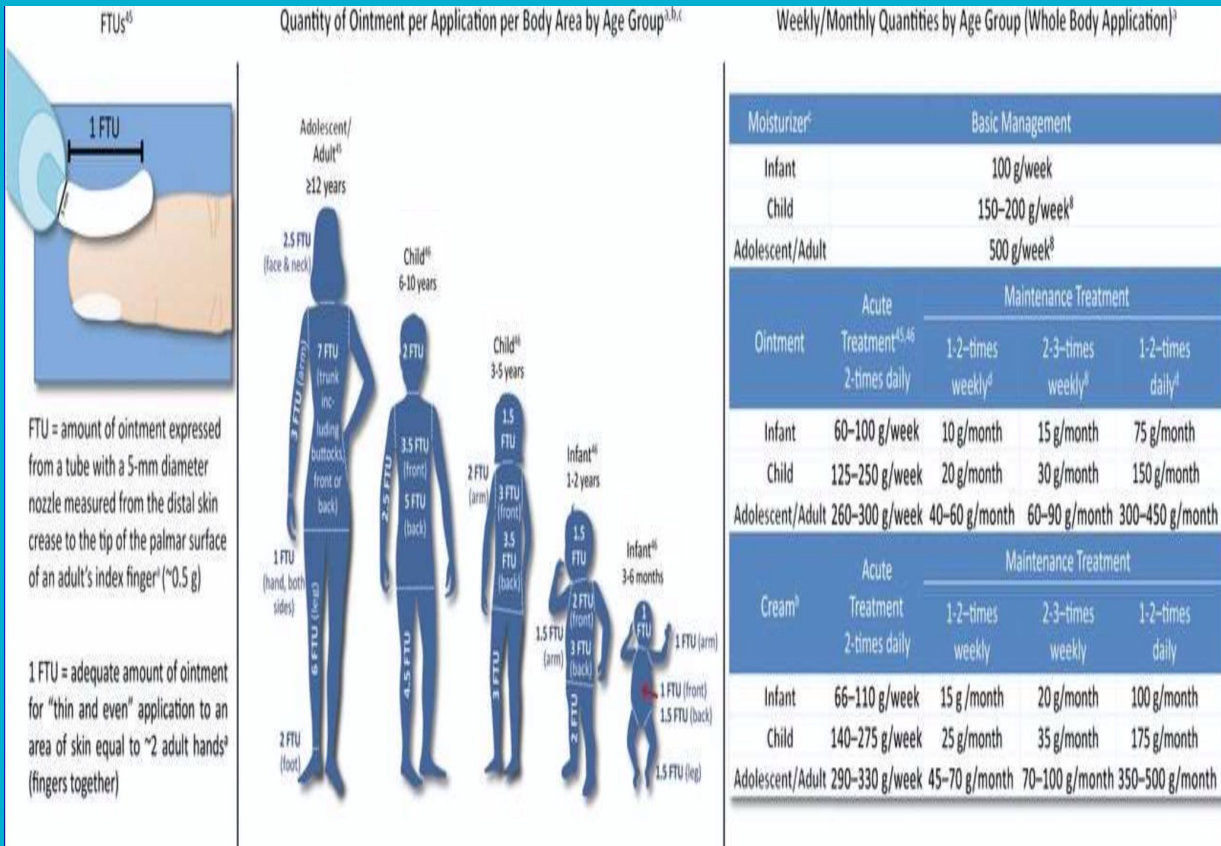 FTUs⁴⁵
1 FTU
FTU = amount of ointment expressed
from a tube with a 5-mm diameter
nozzle measured from the distal skin
crease to the tip of the palmar surface
of an adult's index finger (~0.5 g)
1 FTU = adequate amount of ointment
for "thin and even" application to an
area of skin equal to ~2 adult hands
(fingers together)
Quantity of Ointment per Application per Body Area by Age Groupᵃ,ᵇ,ᶜ
Adolescent/
Adult⁴⁵
≥12 years
2.5 FTU
(face & neck)
3 FTU (arm)
7 FTU
(trunk
inc-
luding
buttocks,
front or
back)
1 FTU
(hand, both
sides)
6 FTU (leg)
2 FTU
(foot)
Child⁴⁶
6-10 years
2 FTU
2.5 FTU
3.5 FTU
(front)
5 FTU
(back)
4.5 FTU
Child⁴⁶
3-5 years
1.5
FTU
2 FTU
(arm)
3 FTU
(front)
3.5
FTU
(back)
3 FTU
Infant⁴⁶
1-2 years
1.5
FTU
2 FTU
(front)
3 FTU
(back)
1.5 FTU
(arm)
2 FTU
Infant⁴⁶
3-6 months
1
FTU
1 FTU (arm)
1 FTU (front)
1.5 FTU (back)
1.5 FTU (leg)
Weekly/Monthly Quantities by Age Group (Whole Body Application)ᵃ
Moisturizerᶜ Basic Management
Infant 100 g/week
Child 150–200 g/week⁸
Adolescent/Adult 500 g/week⁸
Ointment Acute Treatment⁴⁵,⁴⁶ 2-times daily Maintenance Treatment
1-2–times weeklyᵈ 2-3–times weekly⁸ 1-2–times dailyᵈ
Infant 60–100 g/week 10 g/month 15 g/month 75 g/month
Child 125–250 g/week 20 g/month 30 g/month 150 g/month
Adolescent/Adult 260–300 g/week 40–60 g/month 60–90 g/month 300–450 g/month
Creamᵇ Acute Treatment 2-times daily Maintenance Treatment
1-2–times weekly 2-3–times weekly 1-2–times daily
Infant 66–110 g/week 15 g/month 20 g/month 100 g/month
Child 140–275 g/week 25 g/month 35 g/month 175 g/month
Adolescent/Adult 290–330 g/week 45–70 g/month 70–100 g/month 350–500 g/month